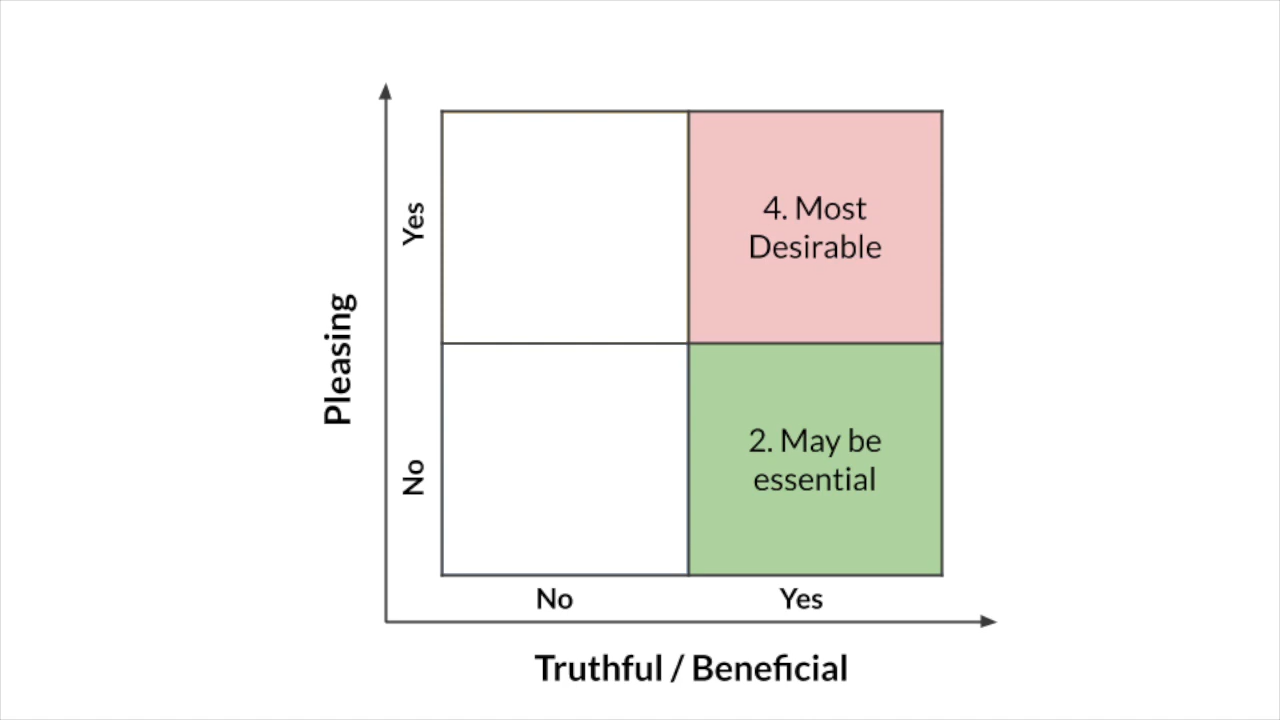 Pleasing
Yes
No
4. Most
Desirable
2. May be
essential
No
Yes
Truthful / Beneficial